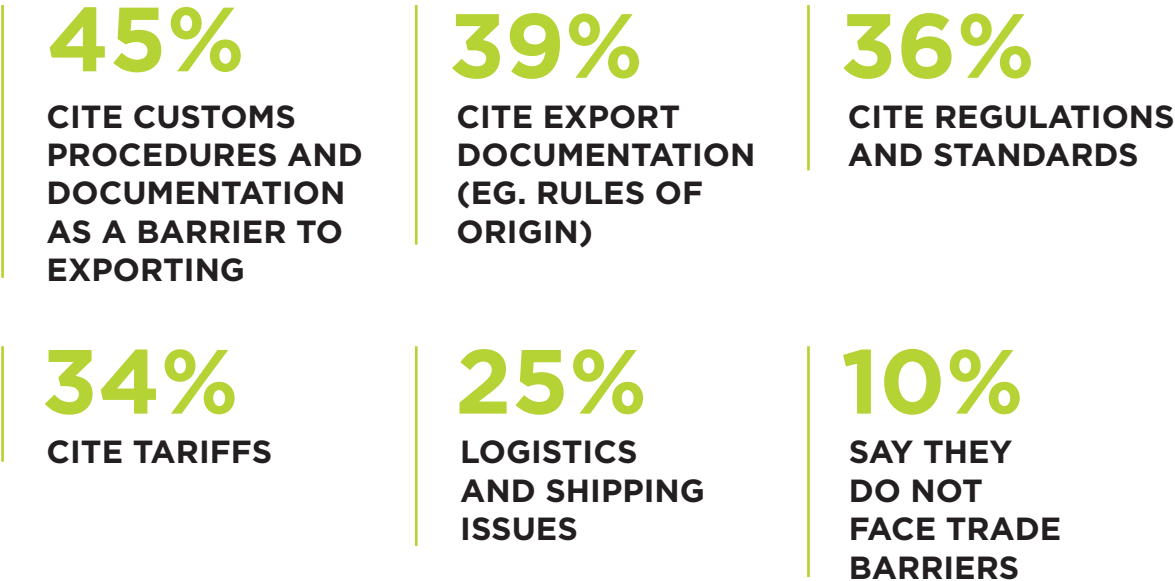 45%
CITE CUSTOMS
PROCEDURES AND
DOCUMENTATION
AS A BARRIER TO
EXPORTING
39%
CITE EXPORT
DOCUMENTATION
(EG. RULES OF
ORIGIN)
36%
CITE REGULATIONS
AND STANDARDS
34%
CITE TARIFFS
25%
LOGISTICS
AND SHIPPING
ISSUES
10%
SAY THEY
DO NOT
FACE TRADE
BARRIERS